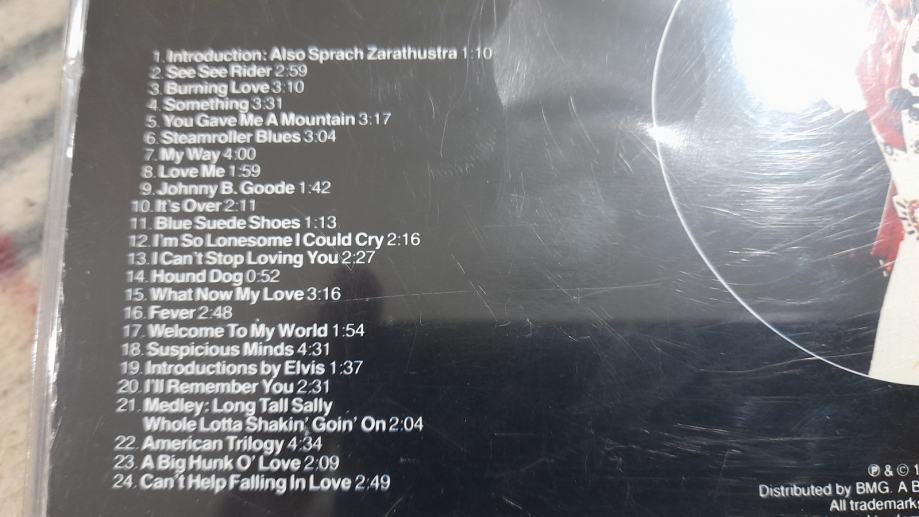 1. Introduction: Also Sprach Zarathustra 1:10
2. See See Rider 2:59
3. Burning Love 3:10
4. Something 3:31
5. You Gave Me A Mountain 3:17
6. Steamroller Blues 3:04
7. My Way 4:00
8. Love Me 1:59
9. Johnny B. Goode 1:42
10. It's Over 2:11
11. Blue Suede Shoes 1:13
12. I'm So Lonesome I Could Cry 2:16
13. I Can't Stop Loving You 2:27
14. Hound Dog 0:52
15. What Now My Love 3:16
16. Fever 2:48
17. Welcome To My World 1:54
18. Suspicious Minds 4:31
19. Introductions by Elvis 1:37
20. I'll Remember You 2:31
21. Medley: Long Tall Sally
Whole Lotta Shakin' Goin' On 2:04
22. American Trilogy 4:34
23. A Big Hunk O' Love 2:09
24. Can't Help Falling In Love 2:49
℗ & © 1
Distributed by BMG. A B
All trademark